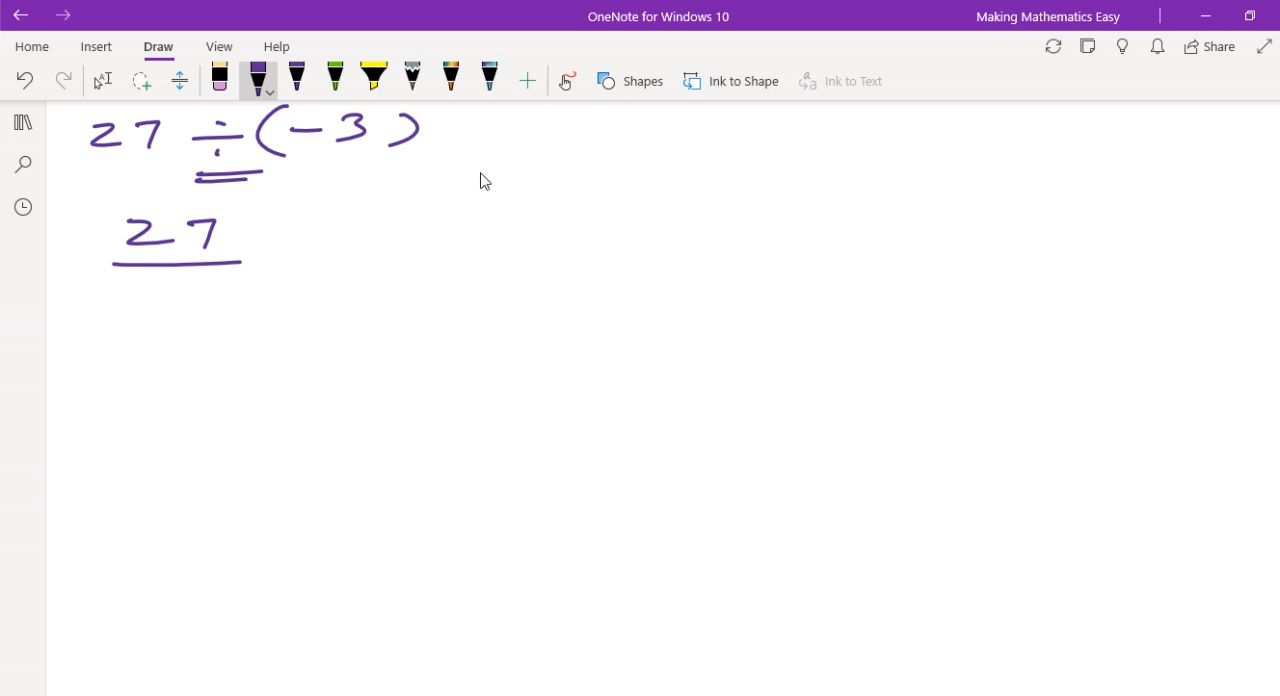 OneNote for Windows 10
Making Mathematics Easy
Home Insert Draw View Help
Share
Shapes Ink to Shape Ink to Text
27 ÷ (-3)
27